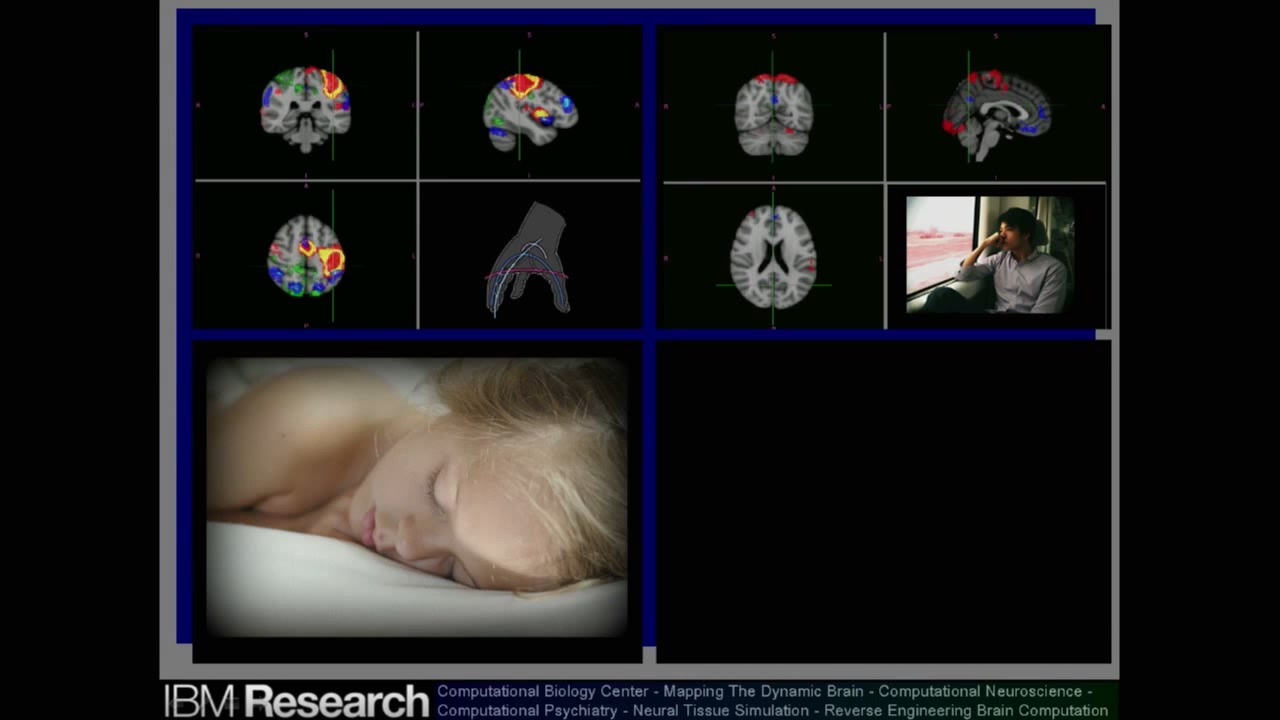 IBM Research
Computational Biology Center - Mapping The Dynamic Brain - Computational Neuroscience -
Computational Psychiatry - Neural Tissue Simulation - Reverse Engineering Brain Computation